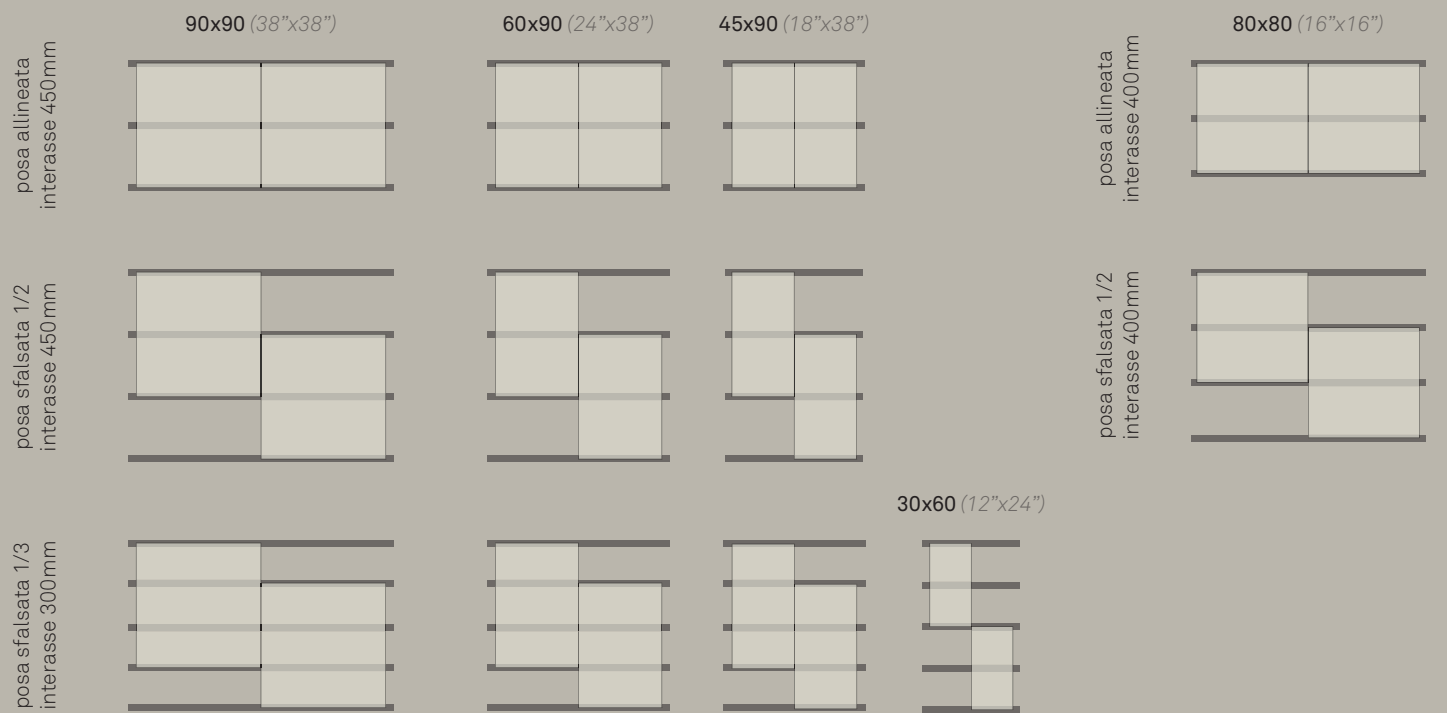 90x90 (38”x38”)
60x90 (24”x38”)
45x90 (18”x38”)
80x80 (16”x16”)
posa allineata
interasse 450mm
posa allineata
interasse 400mm
posa sfalsata 1/2
interasse 450mm
posa sfalsata 1/2
interasse 400mm
30x60 (12”x24”)
posa sfalsata 1/3
interasse 300mm